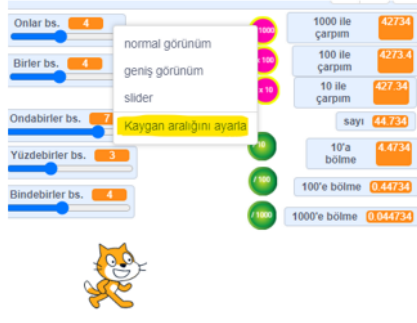 Onlar bs. 4
Birler bs. 4
Ondabirler bs. 7
Yüzdebirler bs. 3
Bindebirler bs. 4
normal görünüm
geniş görünüm
slider
Kaygan aralığını ayarla
1000
x 100
x 10
/ 10
/ 100
/ 1000
1000 ile
çarpım 42734
100 ile
çarpım 4273.4
10 ile
çarpım 427.34
sayı 44.734
10'a
bölme 4.4734
100'e bölme 0.44734
1000'e bölme 0.044734